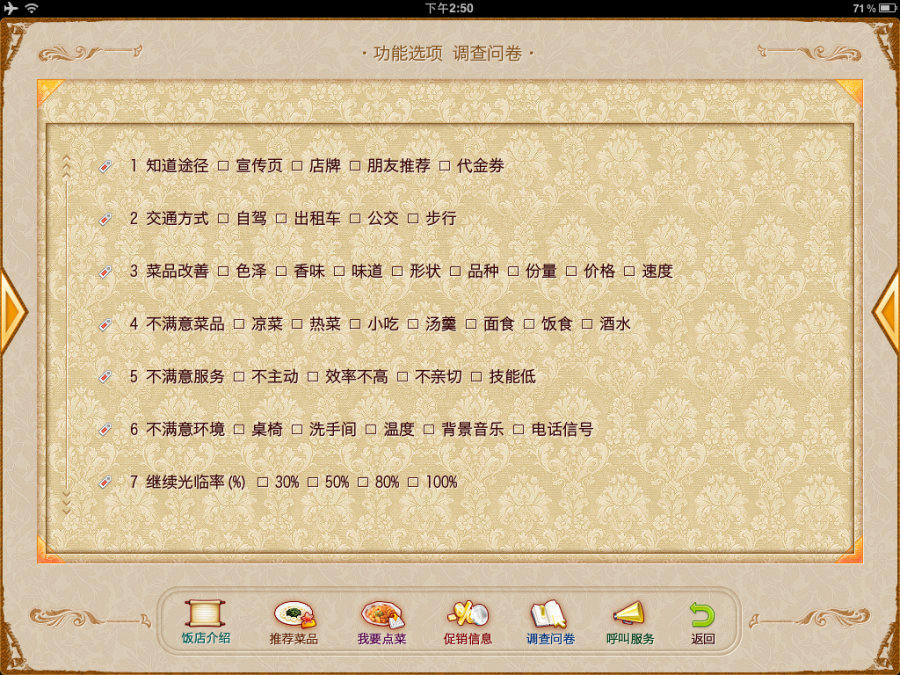 下午2:50
71%
·功能选项 调查问卷·
1 知道途径 □ 宣传页 □ 店牌 □ 朋友推荐 □ 代金券
2 交通方式 □ 自驾 □ 出租车 □ 公交 □ 步行
3 菜品改善 □ 色泽 □ 香味 □ 味道 □ 形状 □ 品种 □ 份量 □ 价格 □ 速度
4 不满意菜品 □ 凉菜 □ 热菜 □ 小吃 □ 汤羹 □ 面食 □ 饭食 □ 酒水
5 不满意服务 □ 不主动 □ 效率不高 □ 不亲切 □ 技能低
6 不满意环境 □ 桌椅 □ 洗手间 □ 温度 □ 背景音乐 □ 电话信号
7 继续光临率(%) □ 30% □ 50% □ 80% □ 100%
饭店介绍 推荐菜品 我要点菜 促销信息 调查问卷 呼叫服务 返回